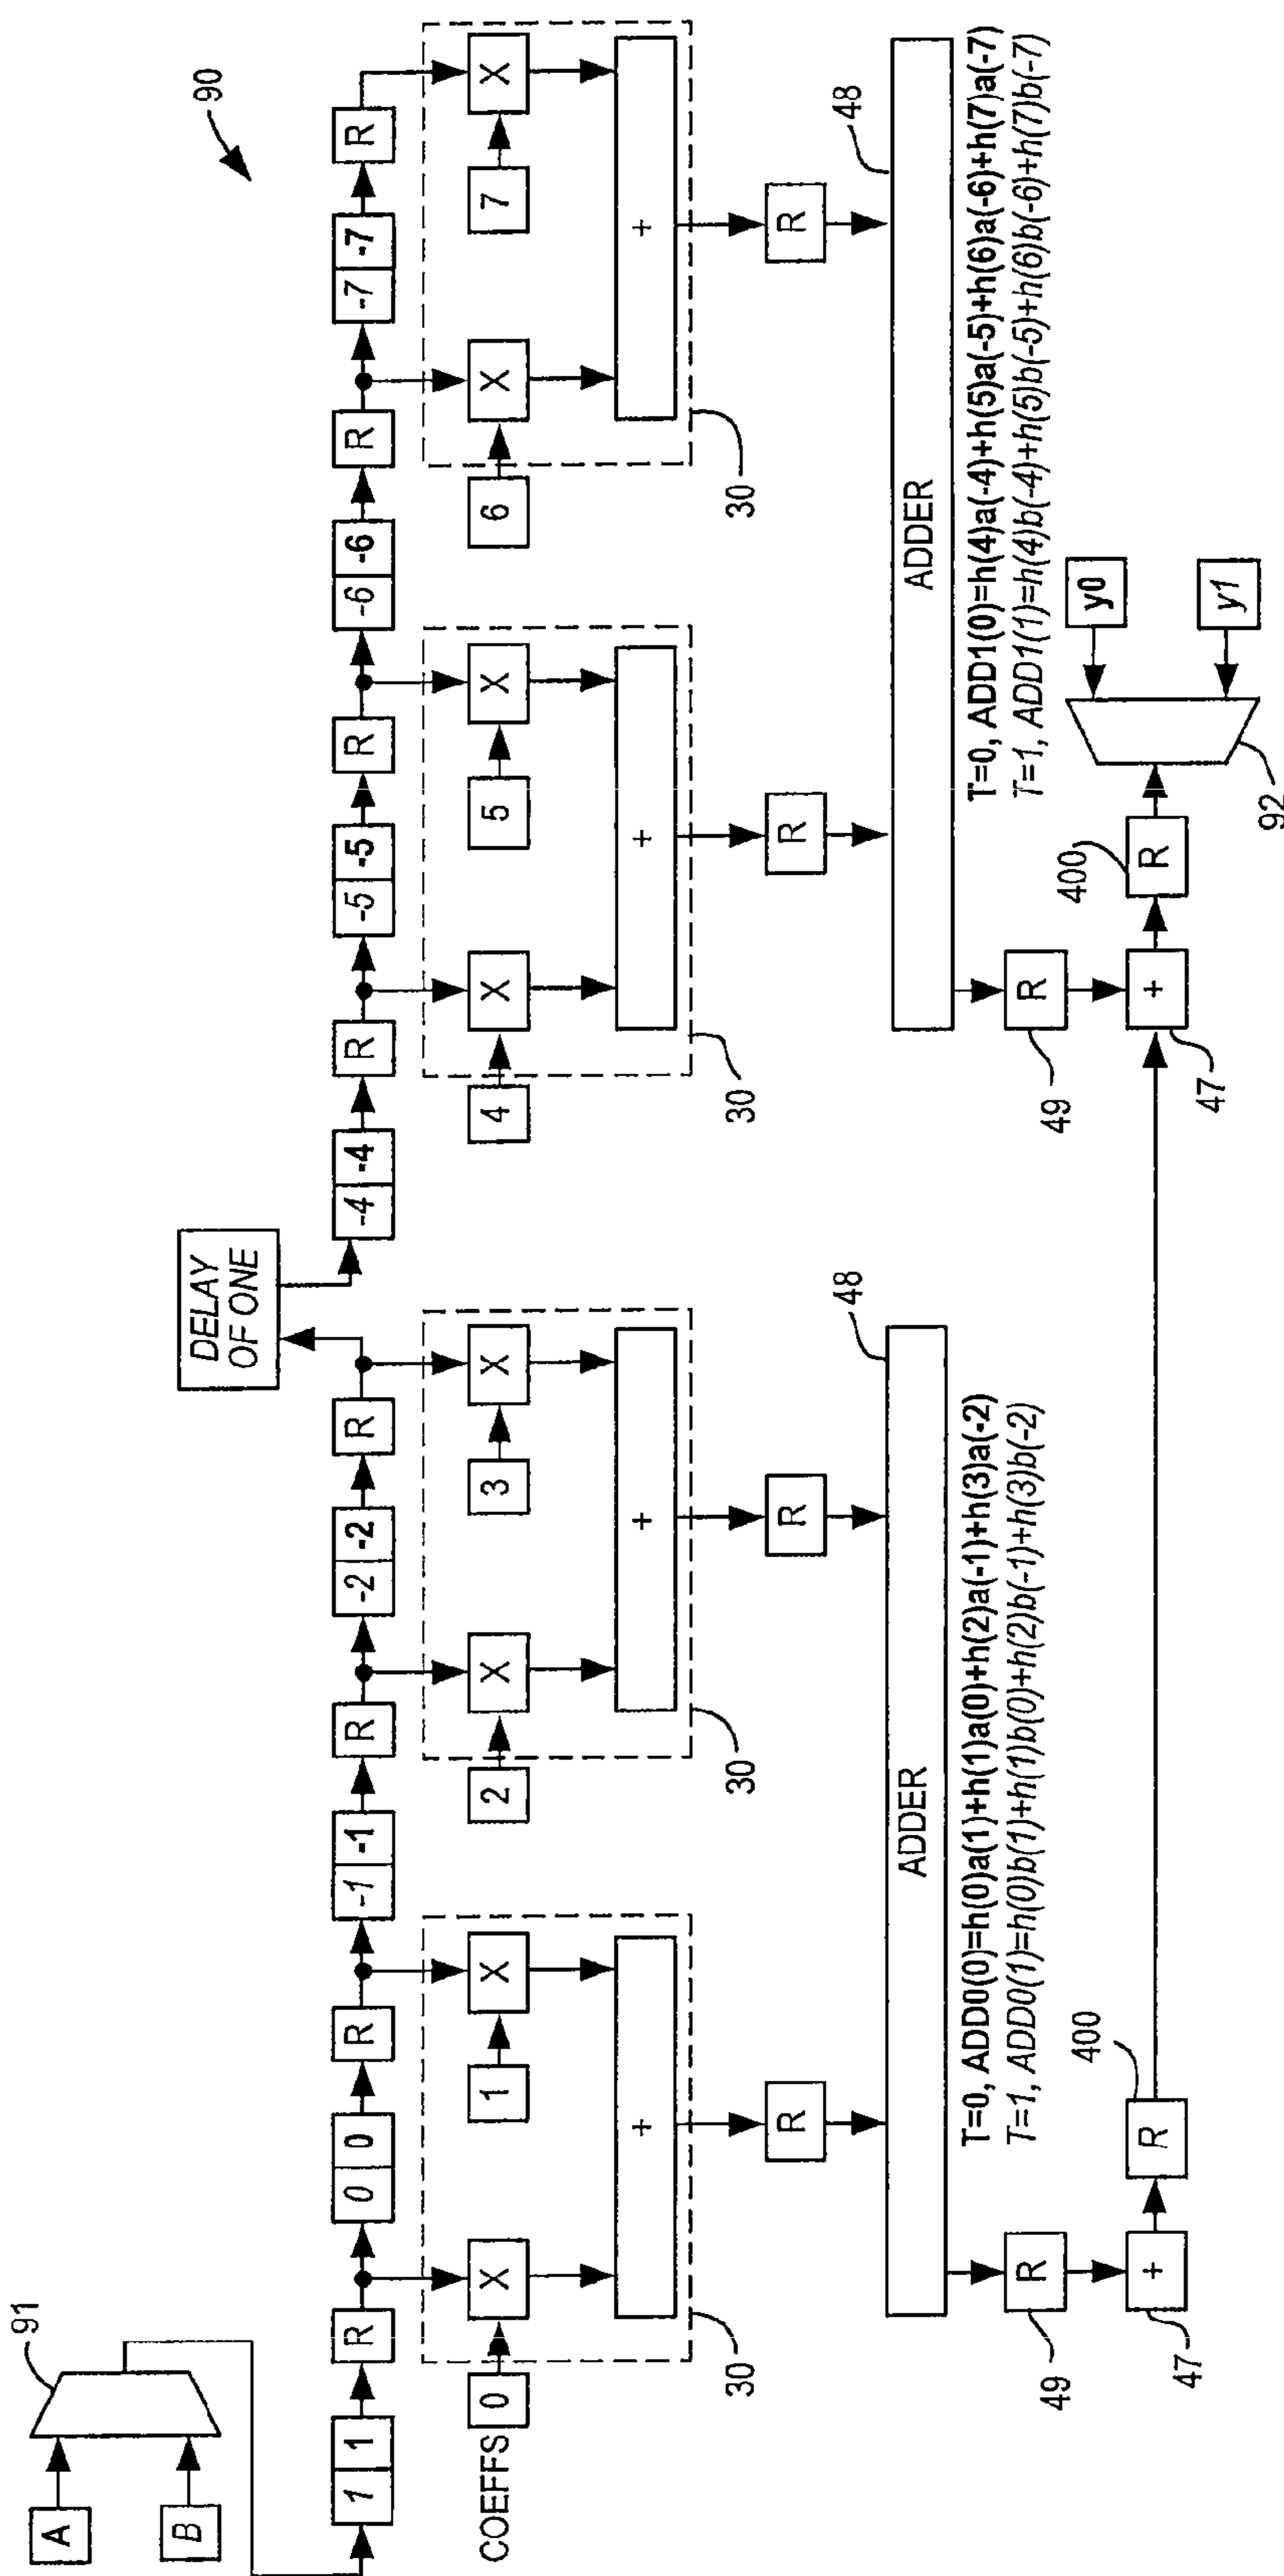 91
A
B
90
DELAY
OF ONE
1 1 R 0 0 R -1 -1 R -2 -2 R -4 -4 R -5 -5 R -6 -6 R -7 -7 R
COEFFS 0 X 1 X 2 X 3 X 4 X 5 X 6 X 7 X
+ + + +
30 30 30 30
R R R R
48 48
ADDER ADDER
T=0, ADD0(0)=h(0)a(1)+h(1)a(0)+h(2)a(-1)+h(3)a(-2)
T=1, ADD0(1)=h(0)b(1)+h(1)b(0)+h(2)b(-1)+h(3)b(-2)
T=0, ADD1(0)=h(4)a(-4)+h(5)a(-5)+h(6)a(-6)+h(7)a(-7)
T=1, ADD1(1)=h(4)b(-4)+h(5)b(-5)+h(6)b(-6)+h(7)b(-7)
R R
49 49
400 400
y0
+ R + R
y1
47 47
92